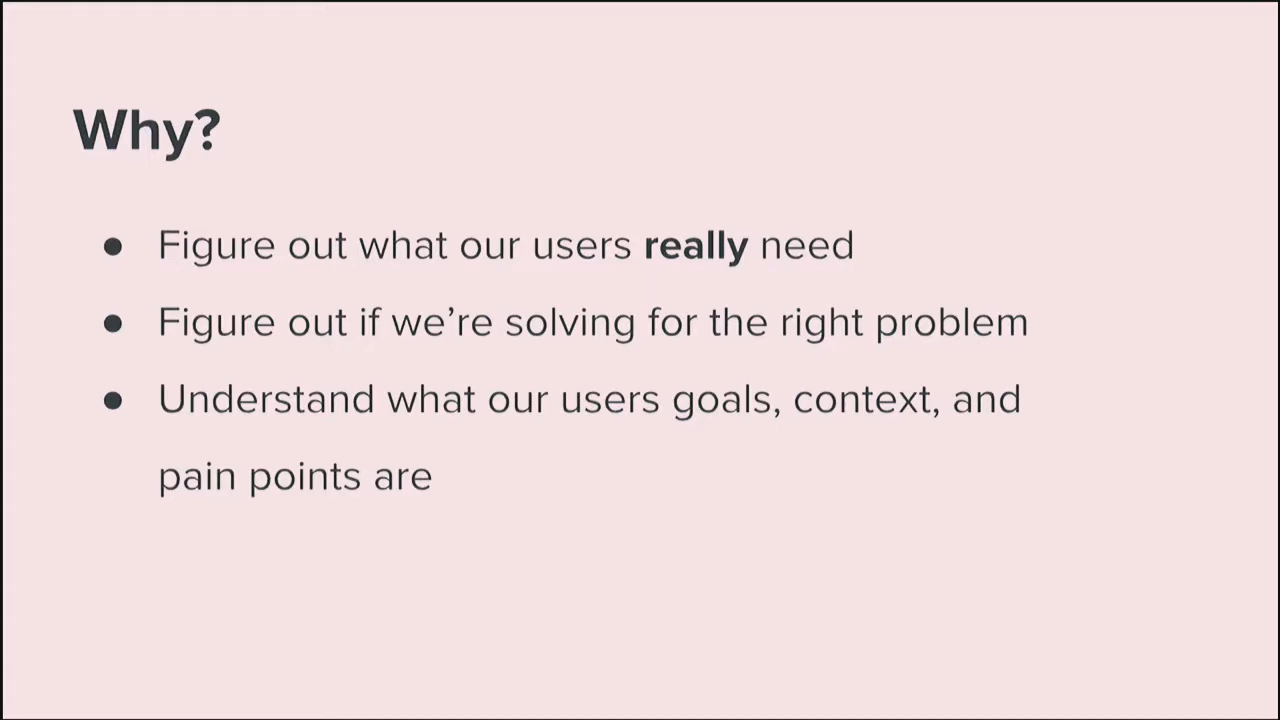 Why?
● Figure out what our users really need
● Figure out if we’re solving for the right problem
● Understand what our users goals, context, and
pain points are